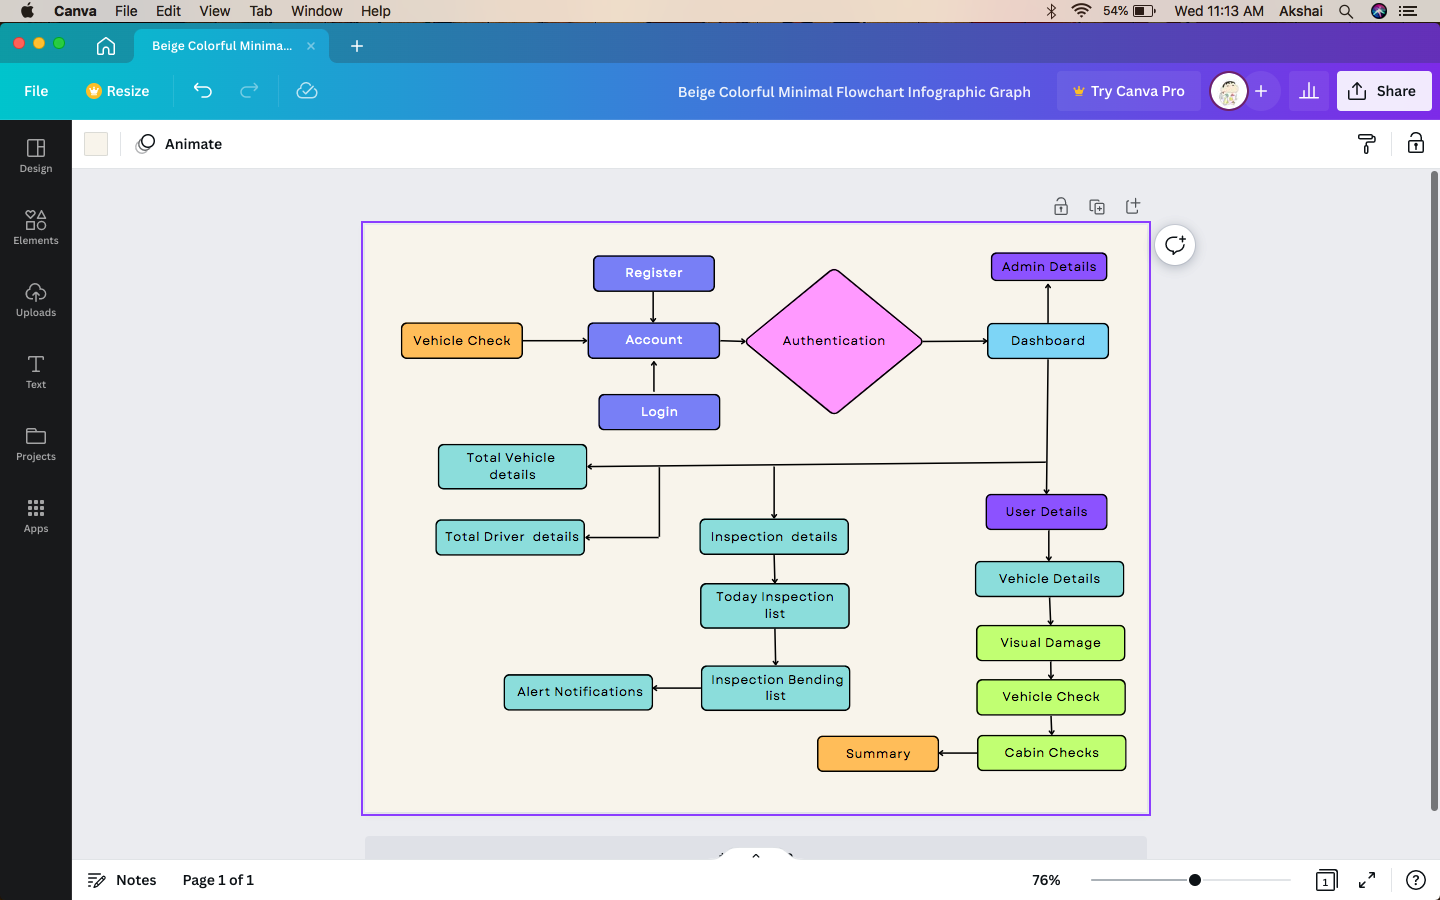 Canva File Edit View Tab Window Help
54% Wed 11:13 AM Akshai
Beige Colorful Minima...
File Resize
Beige Colorful Minimal Flowchart Infographic Graph
Try Canva Pro
Share
Animate
Design
Elements
Uploads
Text
Projects
Apps
Register
Admin Details
Vehicle Check
Account
Authentication
Dashboard
Login
Total Vehicle
details
User Details
Total Driver details
Inspection details
Vehicle Details
Today Inspection
list
Visual Damage
Inspection Bending
list
Alert Notifications
Vehicle Check
Summary
Cabin Checks
Notes Page 1 of 1
76%
1